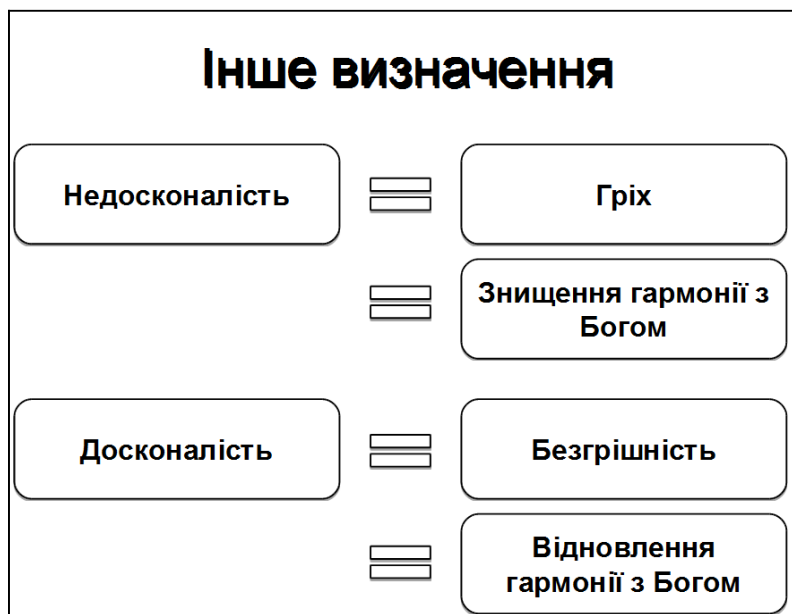 Інше визначення
Недосконалість
Гріх
Знищення гармонії з
Богом
Досконалість
Безгрішність
Відновлення
гармонії з Богом